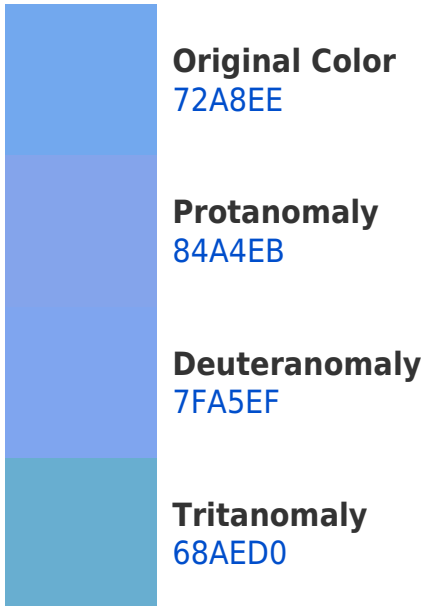 Original Color
72A8EE
Protanomaly
84A4EB
Deuteranomaly
7FA5EF
Tritanomaly
68AED0